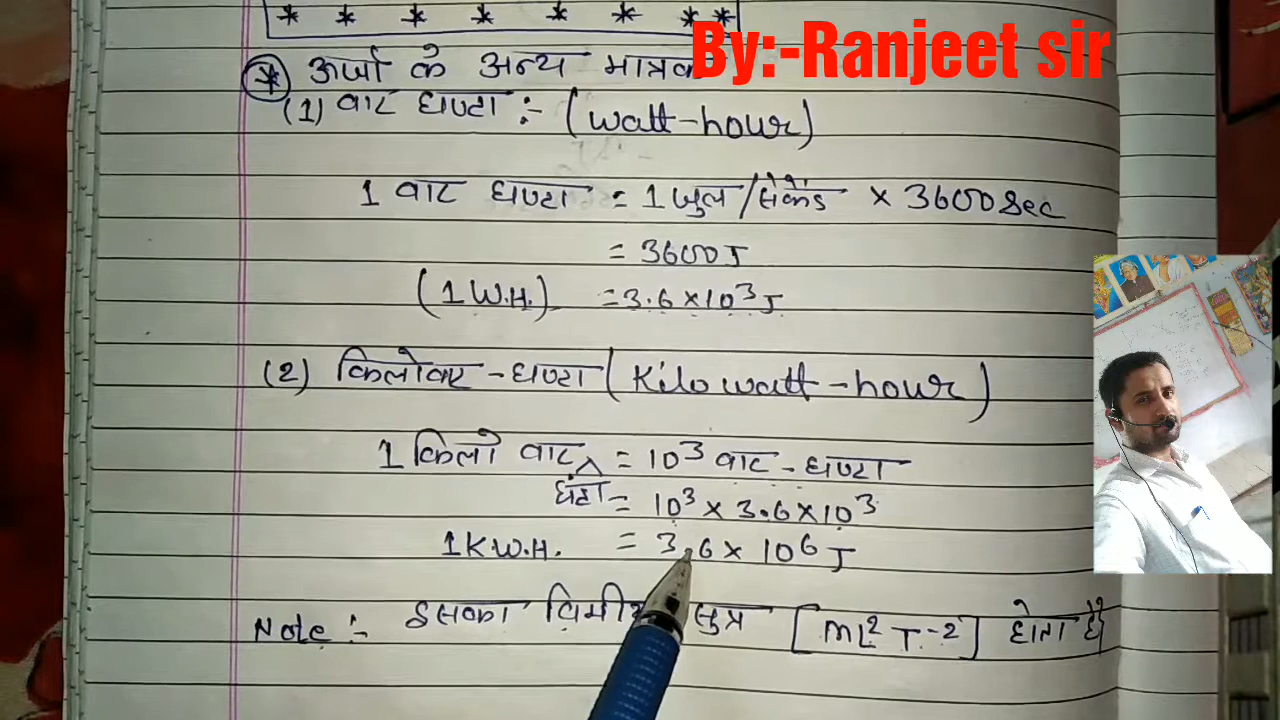 * * * * * * * *
By:-Ranjeet sir
* ऊर्जा के अन्य मात्रक
(1) वाट घण्टा :- (watt-hour)
1 वाट घण्टा = 1 जुल/सेकेंड × 3600 Sec
= 3600 J
(1 W.H.) = 3.6 × 10³ J
(2) किलोवाट - घण्टा (Kilo watt - hour)
1 किलो वाट घंटा = 10³ वाट - घण्टा
= 10³ × 3.6 × 10³
1 K.W.H. = 3.6 × 10⁶ J
Note :- इसका विमीय सुत्र [ML² T⁻²] होता है